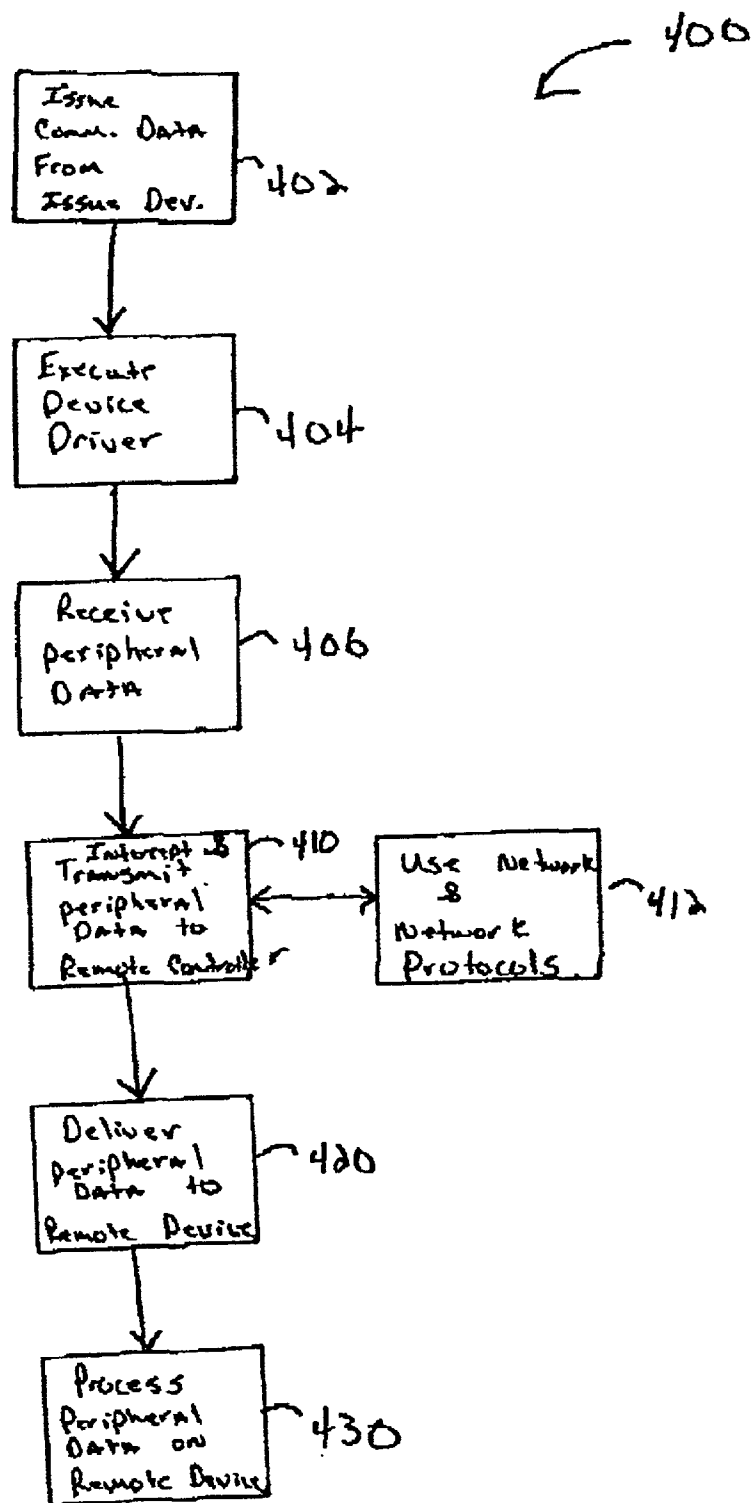 400
Issue
Comm. Data
From
Issue Dev.
402
Execute
Device
Driver
404
Receive
peripheral
Data
406
Intercept &
Transmit
peripheral
Data to
Remote Controller
410
Use Network
&
Network
Protocols
412
Deliver
peripheral
Data to
Remote Device
420
Process
peripheral
Data on
Remote Device
430